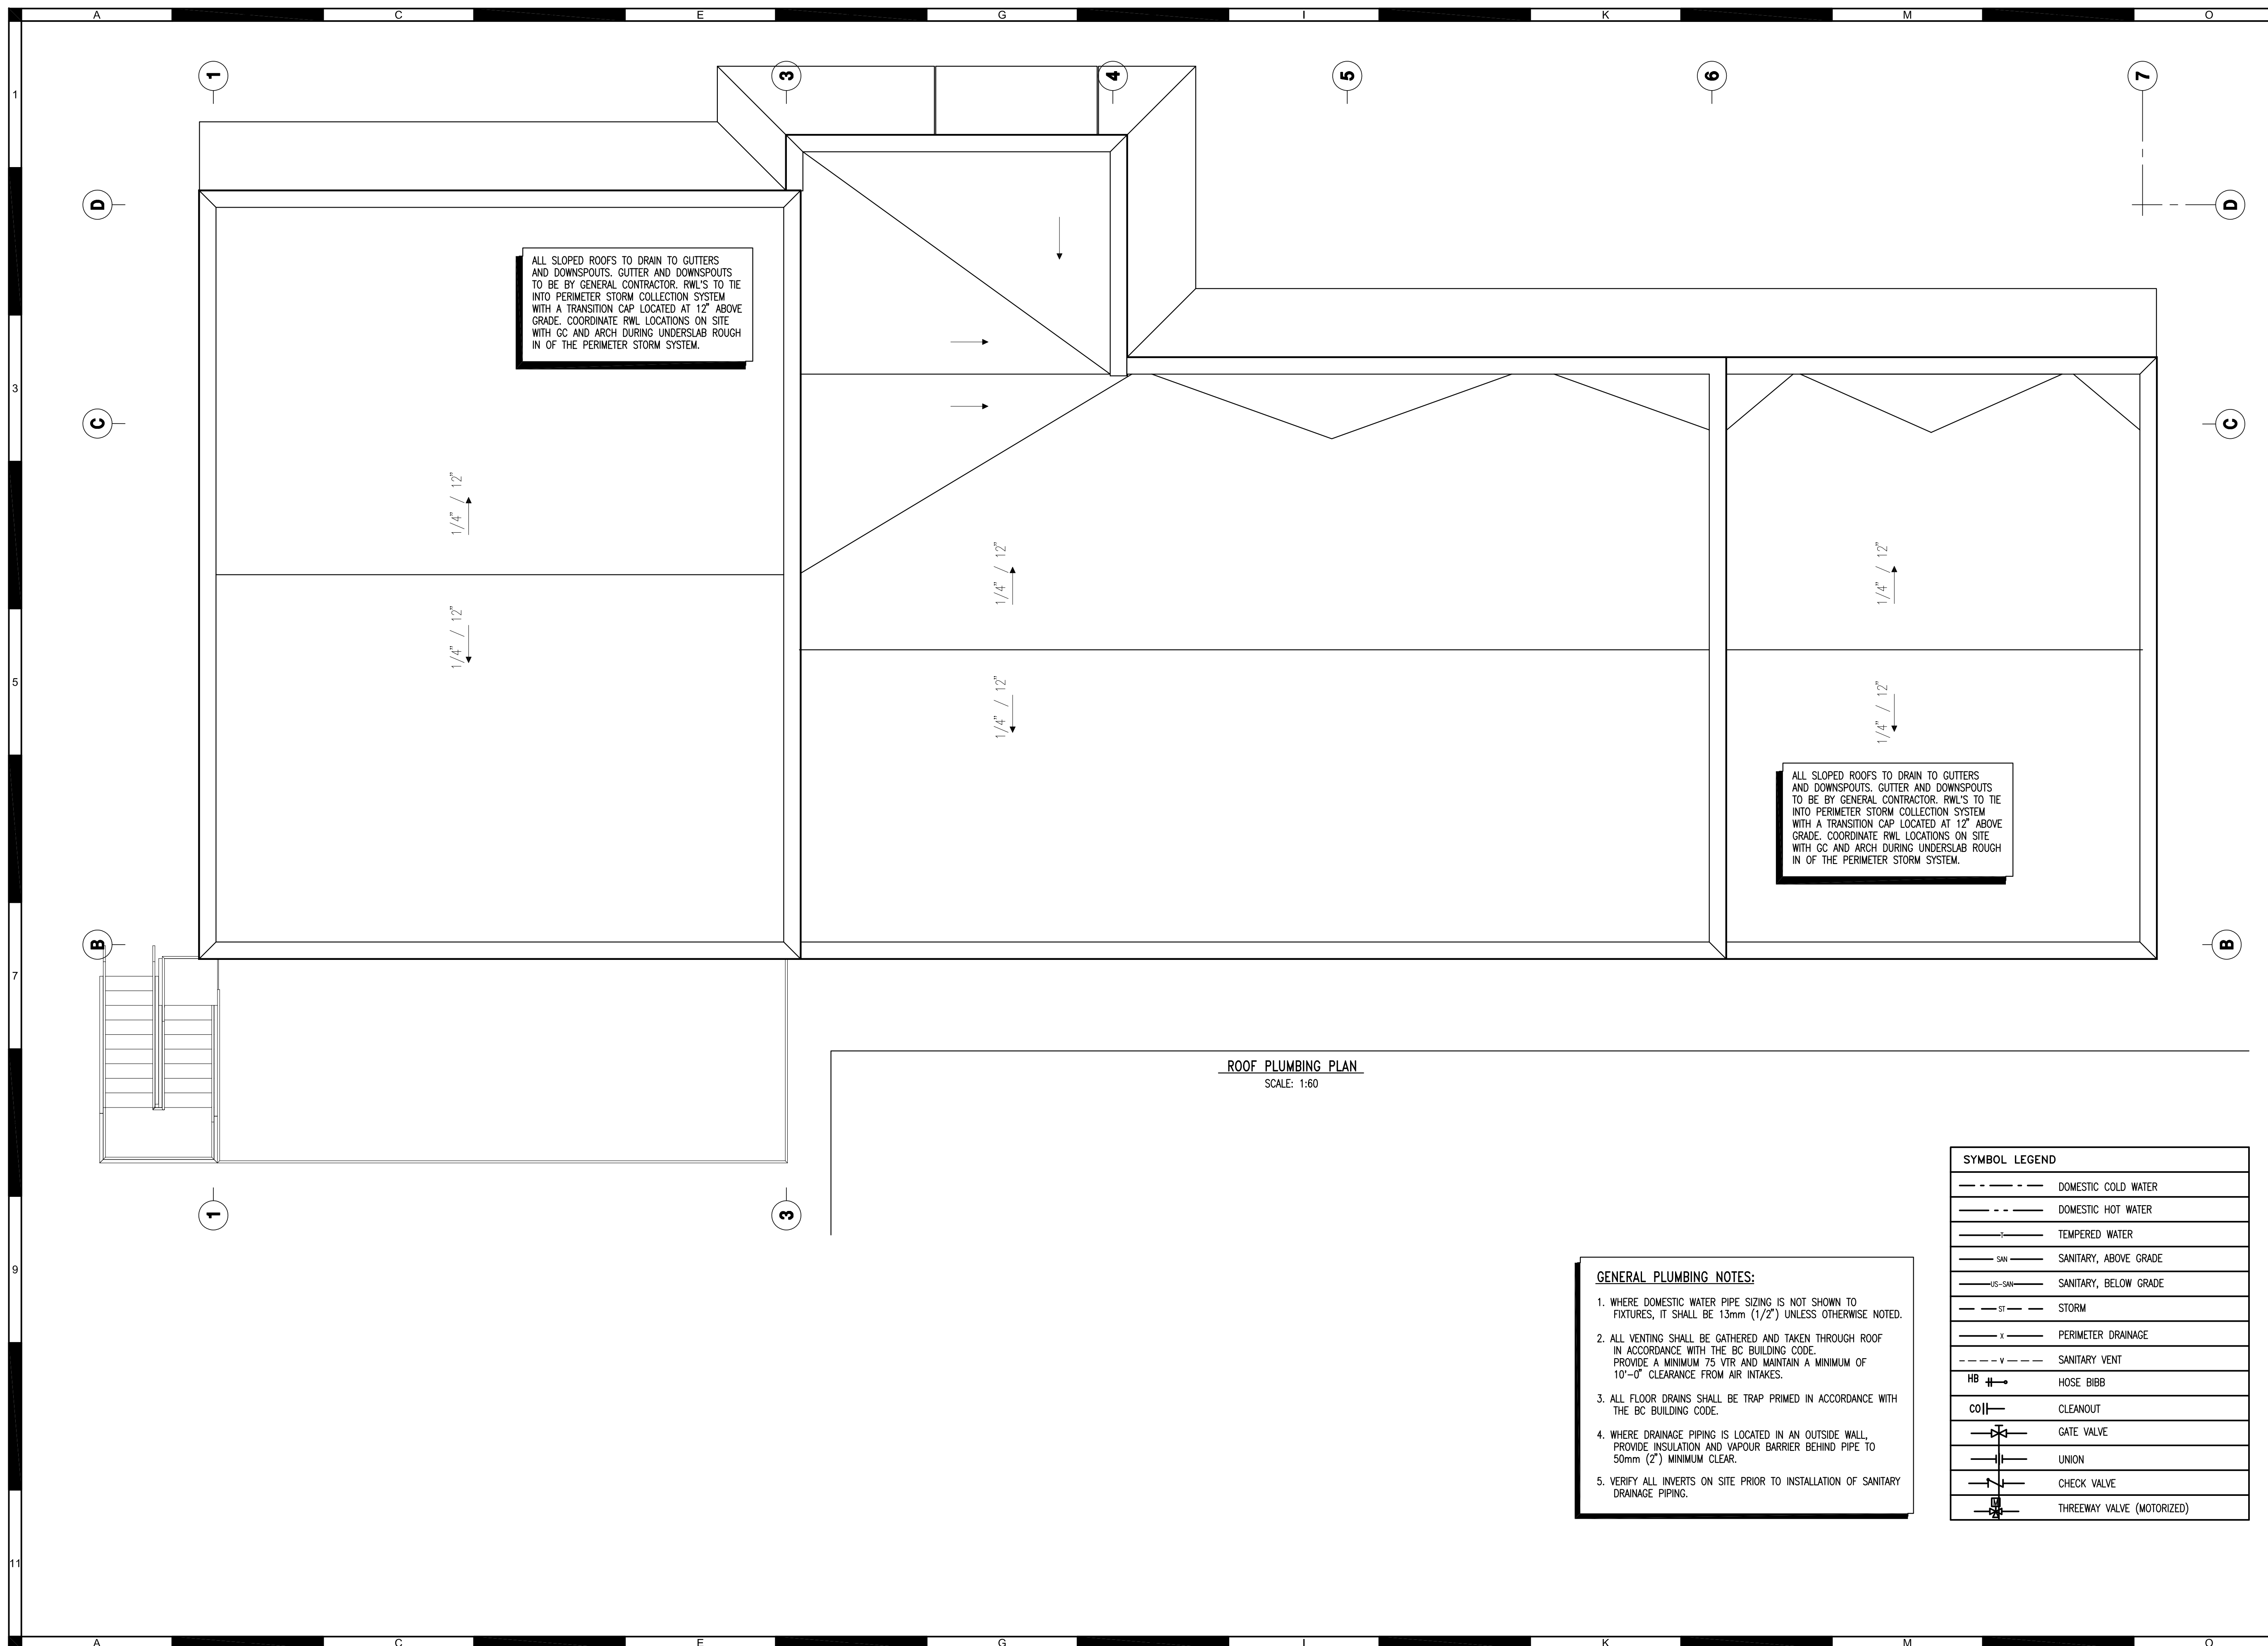 A C E G I K M O
1 3 4 5 6 7
1
D D
ALL SLOPED ROOFS TO DRAIN TO GUTTERS
AND DOWNSPOUTS. GUTTER AND DOWNSPOUTS
TO BE BY GENERAL CONTRACTOR. RWL'S TO TIE
INTO PERIMETER STORM COLLECTION SYSTEM
WITH A TRANSITION CAP LOCATED AT 12" ABOVE
GRADE. COORDINATE RWL LOCATIONS ON SITE
WITH GC AND ARCH DURING UNDERSLAB ROUGH
IN OF THE PERIMETER STORM SYSTEM.
3
C C
1/4" / 12"
1/4" / 12"
1/4" / 12"
1/4" / 12"
1/4" / 12"
1/4" / 12"
5
ALL SLOPED ROOFS TO DRAIN TO GUTTERS
AND DOWNSPOUTS. GUTTER AND DOWNSPOUTS
TO BE BY GENERAL CONTRACTOR. RWL'S TO TIE
INTO PERIMETER STORM COLLECTION SYSTEM
WITH A TRANSITION CAP LOCATED AT 12" ABOVE
GRADE. COORDINATE RWL LOCATIONS ON SITE
WITH GC AND ARCH DURING UNDERSLAB ROUGH
IN OF THE PERIMETER STORM SYSTEM.
B B
7
ROOF PLUMBING PLAN
SCALE: 1:60
1 3
9
GENERAL PLUMBING NOTES:
1. WHERE DOMESTIC WATER PIPE SIZING IS NOT SHOWN TO
FIXTURES, IT SHALL BE 13mm (1/2") UNLESS OTHERWISE NOTED.
2. ALL VENTING SHALL BE GATHERED AND TAKEN THROUGH ROOF
IN ACCORDANCE WITH THE BC BUILDING CODE.
PROVIDE A MINIMUM 75 VTR AND MAINTAIN A MINIMUM OF
10'-0" CLEARANCE FROM AIR INTAKES.
3. ALL FLOOR DRAINS SHALL BE TRAP PRIMED IN ACCORDANCE WITH
THE BC BUILDING CODE.
4. WHERE DRAINAGE PIPING IS LOCATED IN AN OUTSIDE WALL,
PROVIDE INSULATION AND VAPOUR BARRIER BEHIND PIPE TO
50mm (2") MINIMUM CLEAR.
5. VERIFY ALL INVERTS ON SITE PRIOR TO INSTALLATION OF SANITARY
DRAINAGE PIPING.
SYMBOL LEGEND
DOMESTIC COLD WATER
DOMESTIC HOT WATER
T TEMPERED WATER
SAN SANITARY, ABOVE GRADE
US-SAN SANITARY, BELOW GRADE
ST STORM
X PERIMETER DRAINAGE
V SANITARY VENT
HB HOSE BIBB
CO CLEANOUT
GATE VALVE
UNION
CHECK VALVE
M THREEWAY VALVE (MOTORIZED)
11
A C E G I K M O